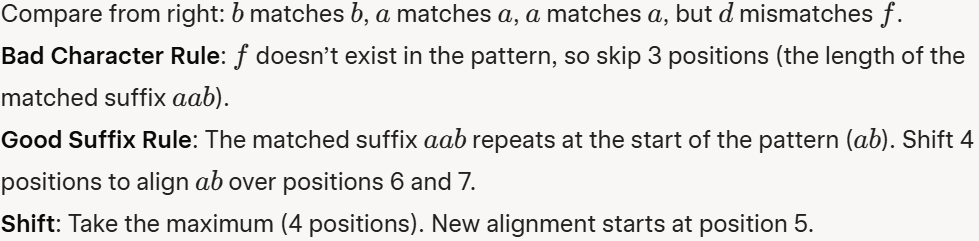 Compare from right: b matches b, a matches a, a matches a, but d mismatches f.
Bad Character Rule: f doesn’t exist in the pattern, so skip 3 positions (the length of the
matched suffix aab).
Good Suffix Rule: The matched suffix aab repeats at the start of the pattern (ab). Shift 4
positions to align ab over positions 6 and 7.
Shift: Take the maximum (4 positions). New alignment starts at position 5.